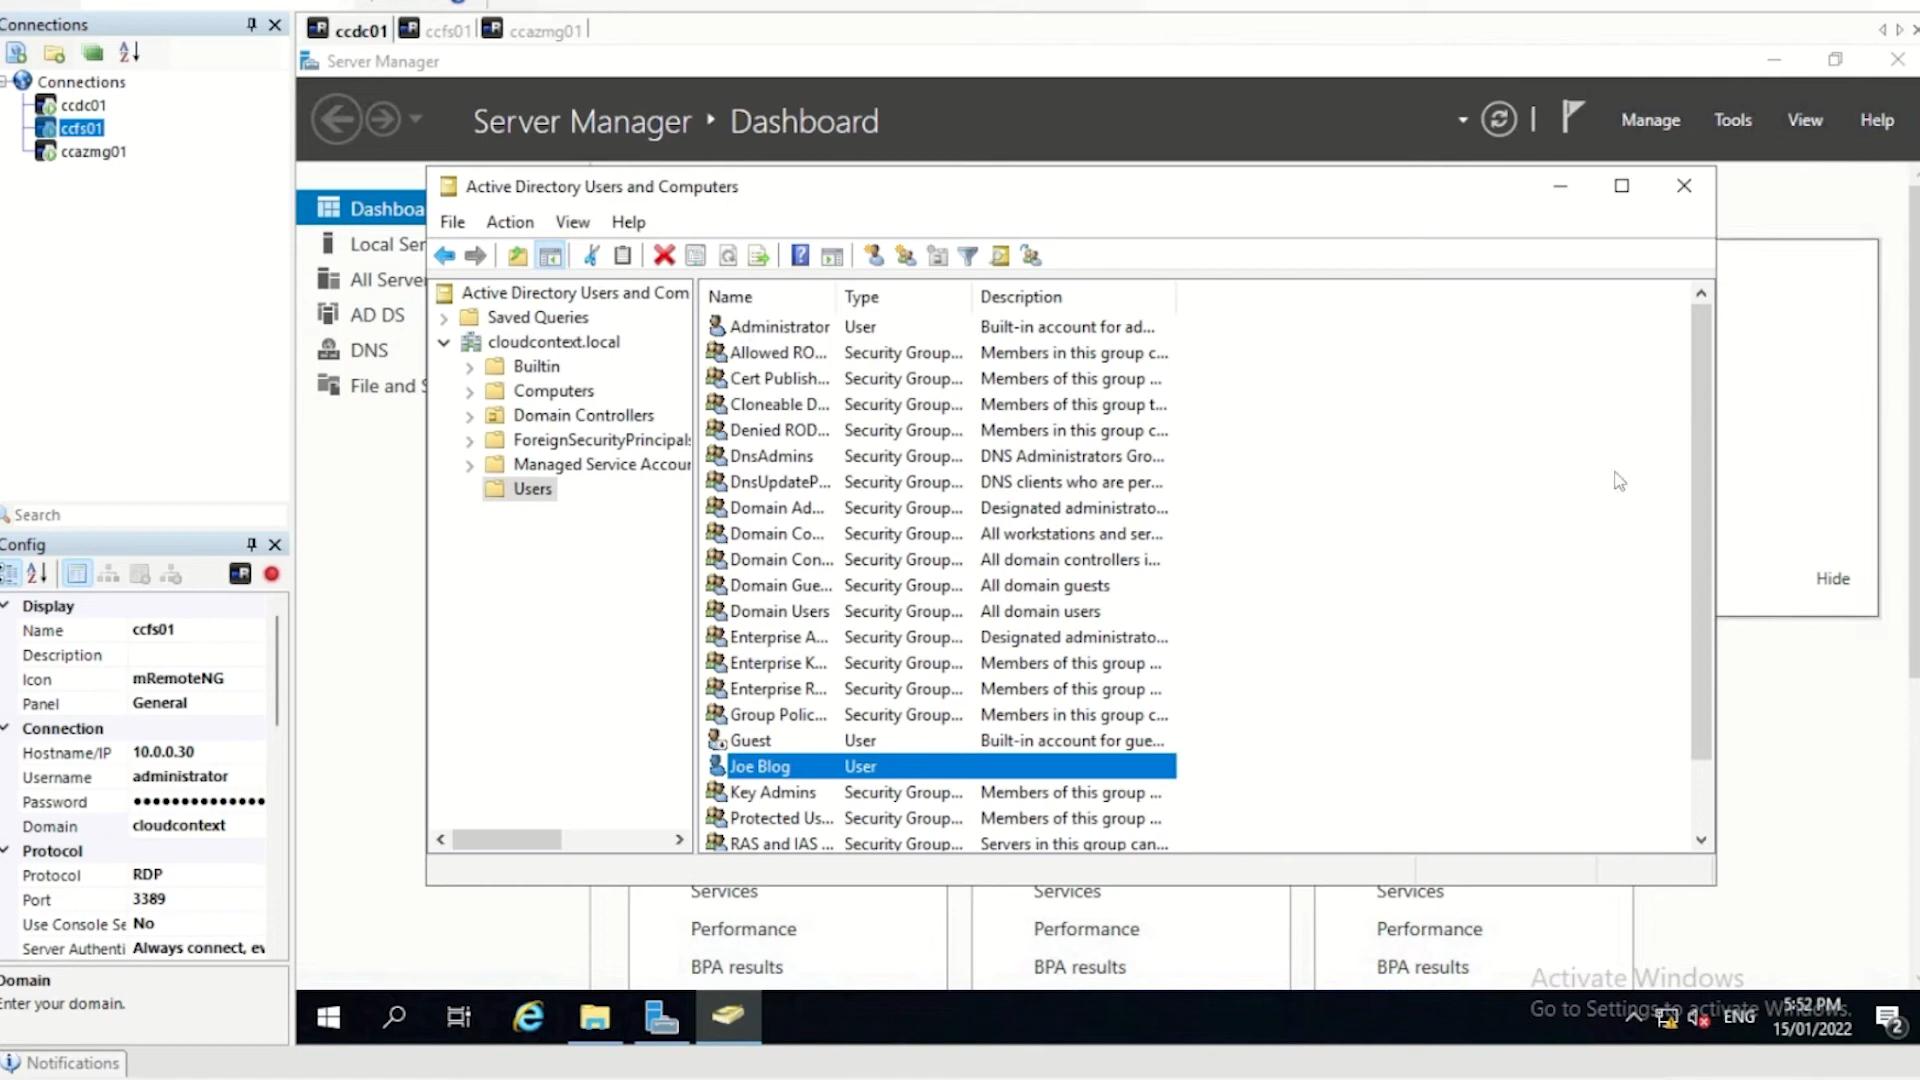 Connections
ccdc01
ccfs01
ccazmg01
Server Manager
Connections
ccdc01
ccfs01
ccazmg01
Server Manager • Dashboard
Manage
Tools
View
Help
Active Directory Users and Computers
File
Action
View
Help
Dashboa
Local Ser
All Serve
AD DS
DNS
File and S
Active Directory Users and Com
Saved Queries
cloudcontext.local
Builtin
Computers
Domain Controllers
ForeignSecurityPrincipals
Managed Service Accour
Users
Name Type Description
Administrator User Built-in account for ad...
Allowed RO... Security Group... Members in this group c...
Cert Publish... Security Group... Members of this group ...
Cloneable D... Security Group... Members of this group t...
Denied ROD... Security Group... Members in this group c...
DnsAdmins Security Group... DNS Administrators Gro...
DnsUpdateP... Security Group... DNS clients who are per...
Domain Ad... Security Group... Designated administrato...
Domain Co... Security Group... All workstations and ser...
Domain Con... Security Group... All domain controllers i...
Domain Gue... Security Group... All domain guests
Domain Users Security Group... All domain users
Enterprise A... Security Group... Designated administrato...
Enterprise K... Security Group... Members of this group ...
Enterprise R... Security Group... Members of this group ...
Group Polic... Security Group... Members in this group c...
Guest User Built-in account for gue...
Joe Blog User
Key Admins Security Group... Members of this group ...
Protected Us... Security Group... Members of this group ...
RAS and IAS ... Security Group... Servers in this group can...
Hide
Search
Config
Display
Name ccfs01
Description
Icon mRemoteNG
Panel General
Connection
Hostname/IP 10.0.0.30
Username administrator
Password ●●●●●●●●●●●●●●●
Domain cloudcontext
Protocol
Protocol RDP
Port 3389
Use Console Se No
Server Authenti Always connect, ev
Domain
Enter your domain.
Services
Performance
BPA results
Services
Performance
BPA results
Services
Performance
BPA results
Activate Windows
Go to Settings to activate Windows.
ENG
5:52 PM
15/01/2022
2
Notifications